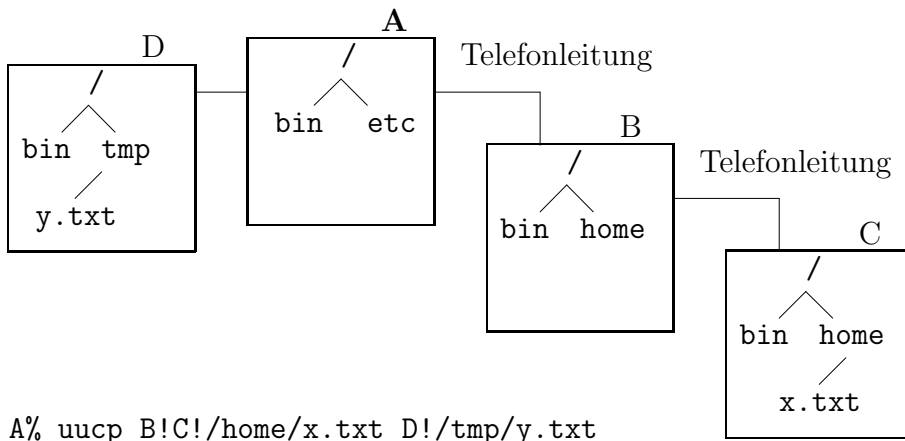 A
D
Telefonleitung
/
/
bin etc
bin tmp
B
Telefonleitung
/
y.txt
bin home
C
/
bin home
x.txt
A% uucp B!C!/home/x.txt D!/tmp/y.txt